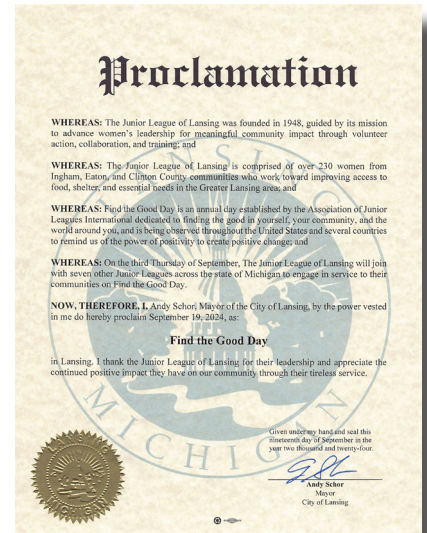 Proclamation
WHEREAS: The Junior League of Lansing was founded in 1948, guided by its mission
to advance women's leadership for meaningful community impact through volunteer
action, collaboration, and training; and
WHEREAS: The Junior League of Lansing is comprised of over 230 women from
Ingham, Eaton, and Clinton County communities who work toward improving access to
food, shelter, and essential needs in the Greater Lansing area; and
WHEREAS: Find the Good Day is an annual day established by the Association of Junior
Leagues International dedicated to finding the good in yourself, your community, and the
world around you, and is being observed throughout the United States and several countries
to remind us of the power of positivity to create positive change; and
WHEREAS: On the third Thursday of September, The Junior League of Lansing will join
with seven other Junior Leagues across the state of Michigan to engage in service to their
communities on Find the Good Day.
NOW, THEREFORE, I, Andy Schor, Mayor of the City of Lansing, by the power vested
in me do hereby proclaim September 19, 2024, as:
Find the Good Day
in Lansing. I thank the Junior League of Lansing for their leadership and appreciate the
continued positive impact they have on our community through their tireless service.
LANSING
MICHIGAN
Given under my hand and seal this
nineteenth day of September in the
year two thousand and twenty-four.
Andy Schor
Mayor
City of Lansing